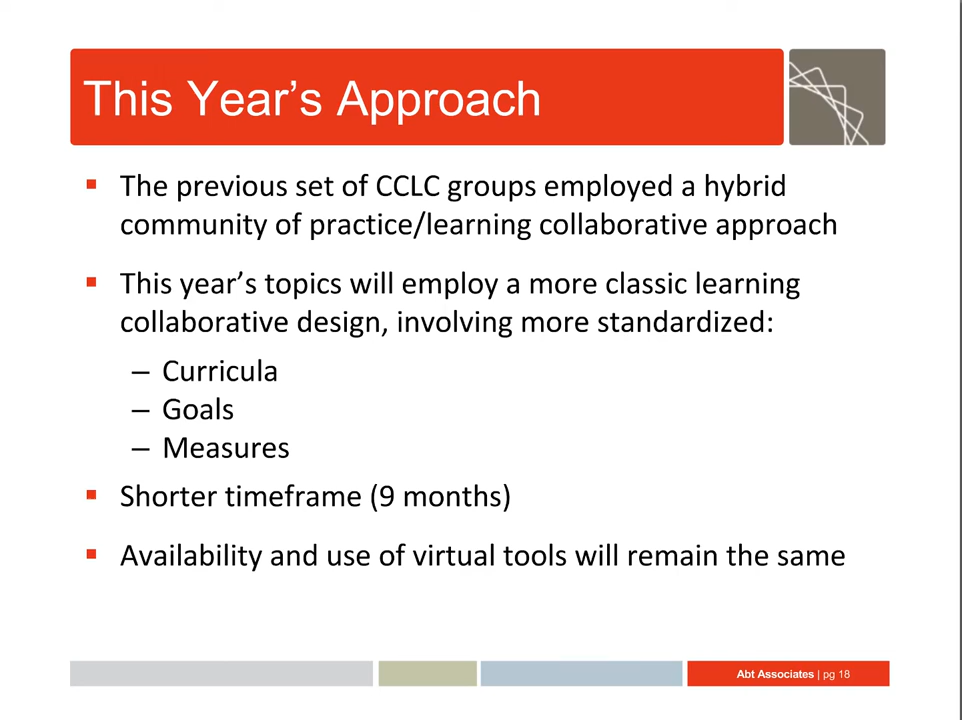 This Year’s Approach
▪ The previous set of CCLC groups employed a hybrid
community of practice/learning collaborative approach
▪ This year’s topics will employ a more classic learning
collaborative design, involving more standardized:
– Curricula
– Goals
– Measures
▪ Shorter timeframe (9 months)
▪ Availability and use of virtual tools will remain the same
Abt Associates | pg 18